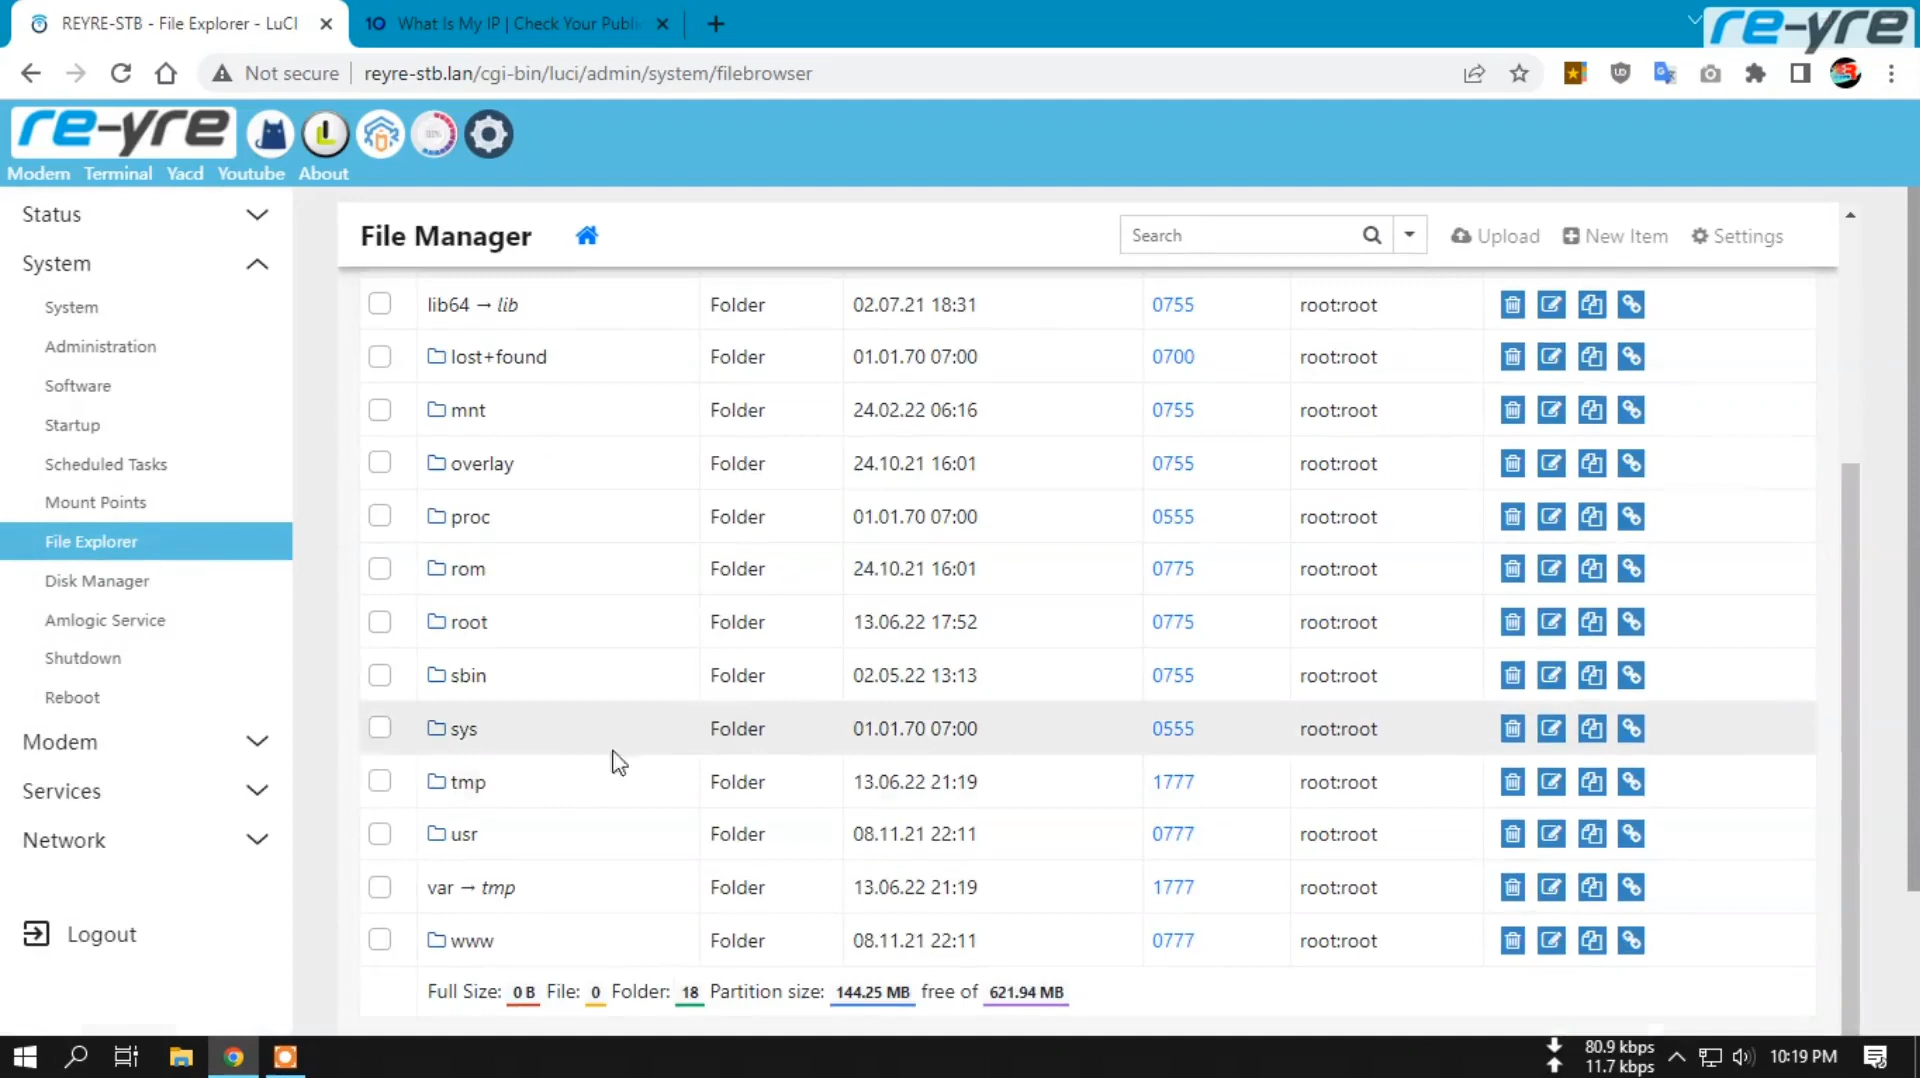 REYRE-STB - File Explorer - LuCI
10 What Is My IP | Check Your Publi
re-yre
Not secure
reyre-stb.lan/cgi-bin/luci/admin/system/filebrowser
re-yre
Modem Terminal Yacd Youtube About
Status
System
System
Administration
Software
Startup
Scheduled Tasks
Mount Points
File Explorer
Disk Manager
Amlogic Service
Shutdown
Reboot
Modem
Services
Network
Logout
File Manager
Search
Upload New Item Settings
lib64 → lib Folder 02.07.21 18:31 0755 root:root
lost+found Folder 01.01.70 07:00 0700 root:root
mnt Folder 24.02.22 06:16 0755 root:root
overlay Folder 24.10.21 16:01 0755 root:root
proc Folder 01.01.70 07:00 0555 root:root
rom Folder 24.10.21 16:01 0775 root:root
root Folder 13.06.22 17:52 0775 root:root
sbin Folder 02.05.22 13:13 0755 root:root
sys Folder 01.01.70 07:00 0555 root:root
tmp Folder 13.06.22 21:19 1777 root:root
usr Folder 08.11.21 22:11 0777 root:root
var → tmp Folder 13.06.22 21:19 1777 root:root
www Folder 08.11.21 22:11 0777 root:root
Full Size: 0 B File: 0 Folder: 18 Partition size: 144.25 MB free of 621.94 MB
80.9 kbps
11.7 kbps
10:19 PM